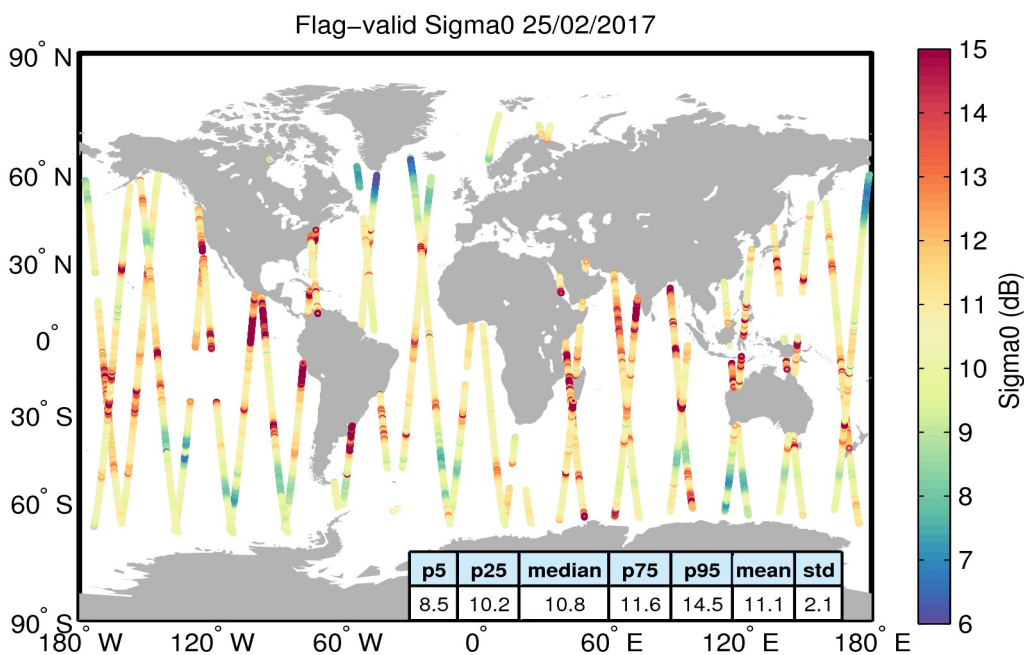 Flag−valid Sigma0 25/02/2017
90° N
60° N
30° N
0°
30° S
60° S
90° S
180° W
120° W
60° W
0°
60° E
120° E
180° E
p5 p25 median p75 p95 mean std
8.5 10.2 10.8 11.6 14.5 11.1 2.1
15
14
13
12
11
10
9
8
7
6
Sigma0 (dB)